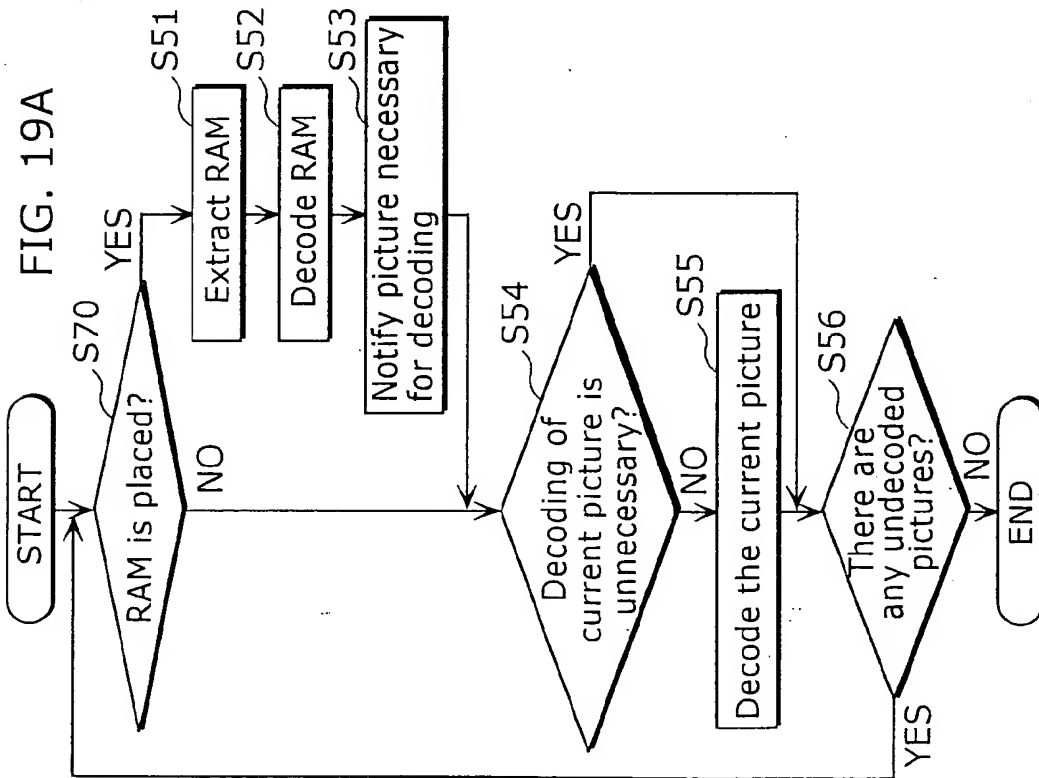 FIG. 19A
START
S70
RAM is placed?
YES
NO
S51
Extract RAM
S52
Decode RAM
S53
Notify picture necessary
for decoding
S54
Decoding of
current picture is
unnecessary?
YES
NO
S55
Decode the current picture
S56
There are
any undecoded
pictures?
YES
NO
END